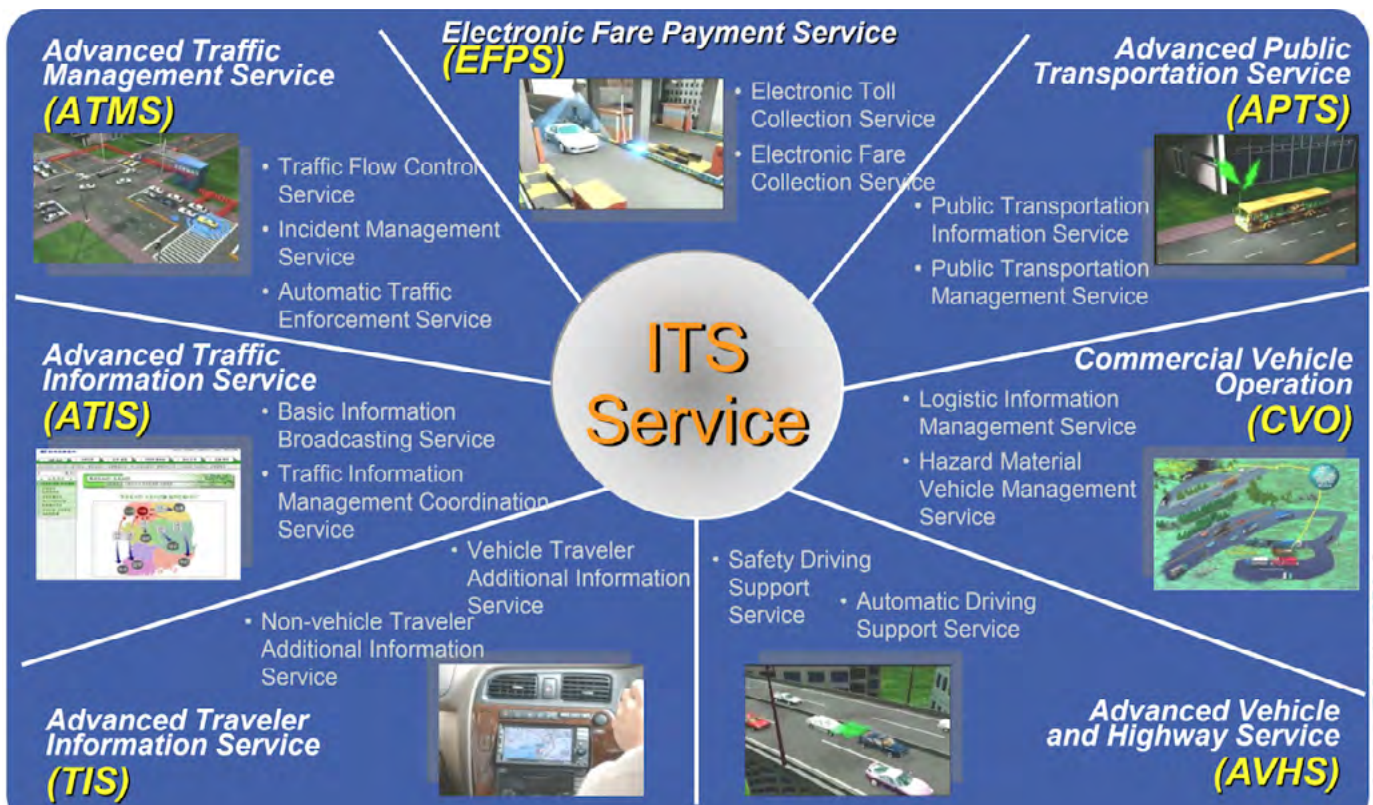 Advanced Traffic
Management Service
(ATMS)
• Traffic Flow Control
Service
• Incident Management
Service
• Automatic Traffic
Enforcement Service
Electronic Fare Payment Service
(EFPS)
• Electronic Toll
Collection Service
• Electronic Fare
Collection Service
Advanced Public
Transportation Service
(APTS)
• Public Transportation
Information Service
• Public Transportation
Management Service
ITS
Service
Advanced Traffic
Information Service
(ATIS)
• Basic Information
Broadcasting Service
• Traffic Information
Management Coordination
Service
Commercial Vehicle
Operation
(CVO)
• Logistic Information
Management Service
• Hazard Material
Vehicle Management
Service
• Vehicle Traveler
Additional Information
Service
• Non-vehicle Traveler
Additional Information
Service
Advanced Traveler
Information Service
(TIS)
• Safety Driving
Support
Service
• Automatic Driving
Support Service
Advanced Vehicle
and Highway Service
(AVHS)